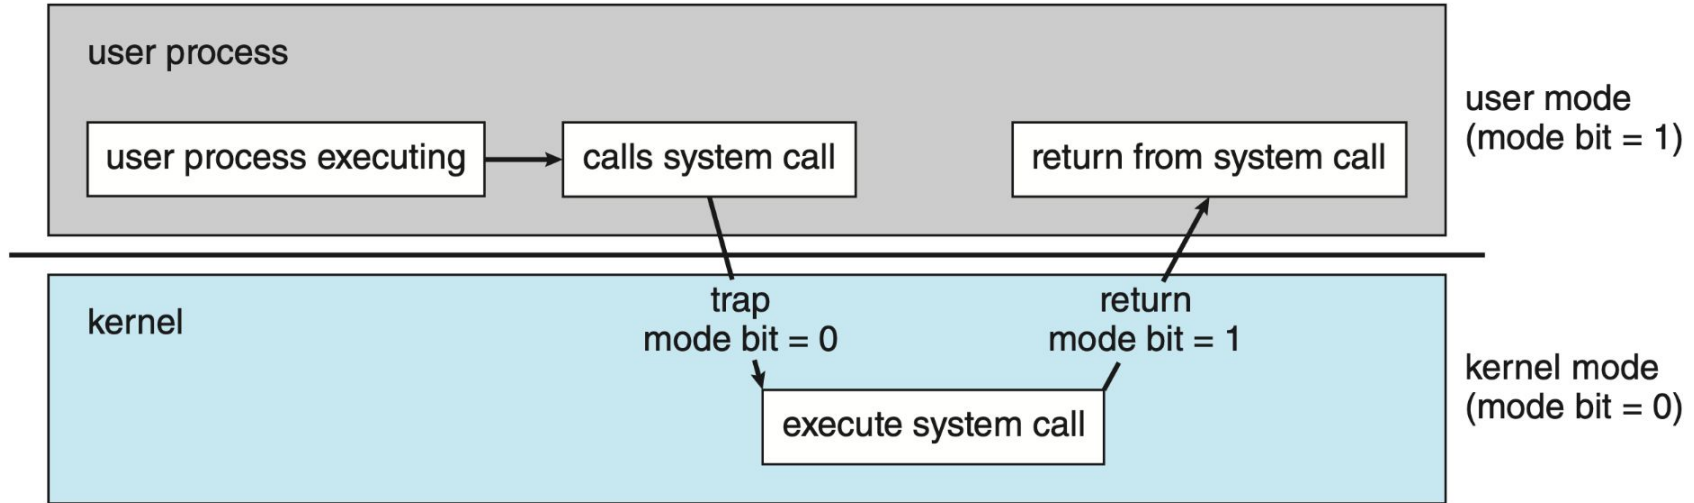 user process
user process executing
calls system call
return from system call
user mode
(mode bit = 1)
kernel
trap
mode bit = 0
return
mode bit = 1
execute system call
kernel mode
(mode bit = 0)